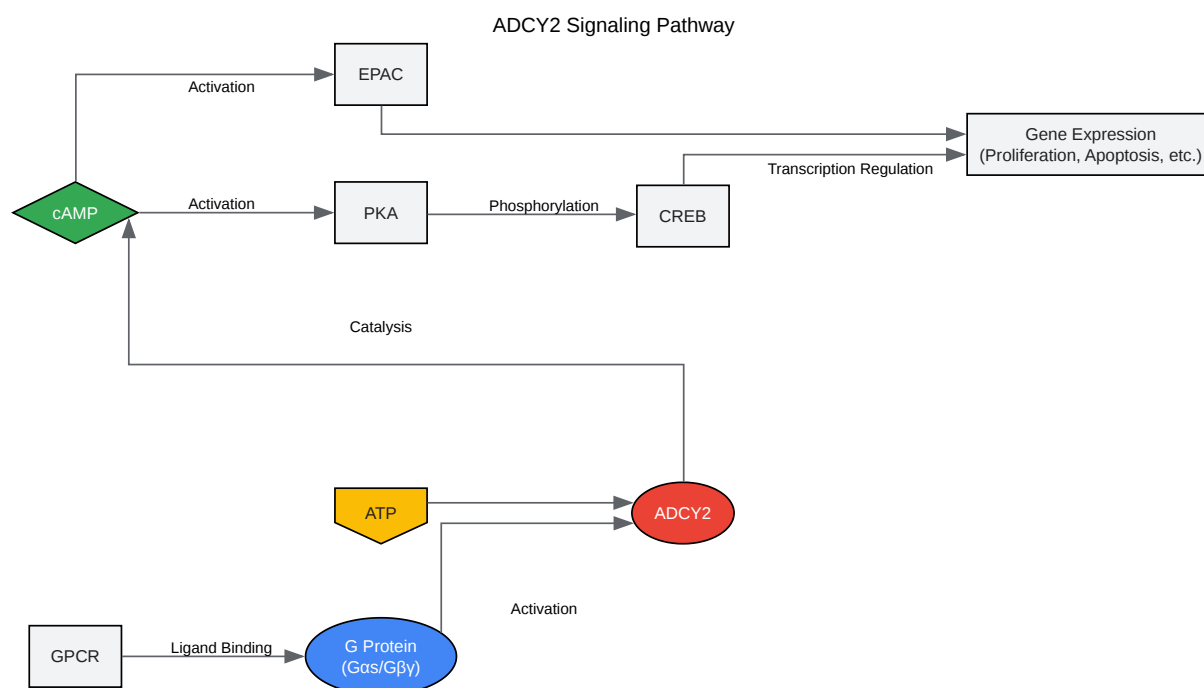 ADCY2 Signaling Pathway
EPAC
Activation
Gene Expression
(Proliferation, Apoptosis, etc.)
Transcription Regulation
cAMP
Activation
PKA
Phosphorylation
CREB
Catalysis
ATP
ADCY2
Activation
GPCR
Ligand Binding
G Protein
(Gαs/Gβγ)